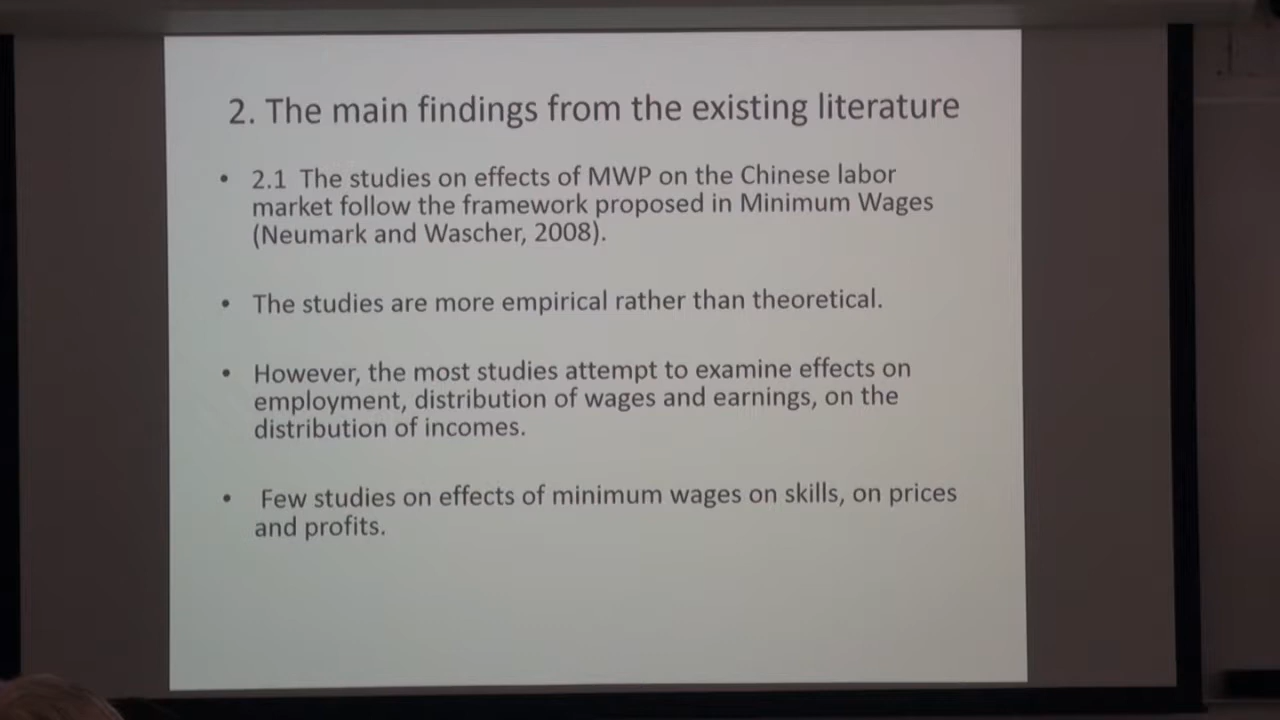 2. The main findings from the existing literature
• 2.1 The studies on effects of MWP on the Chinese labor
market follow the framework proposed in Minimum Wages
(Neumark and Wascher, 2008).
• The studies are more empirical rather than theoretical.
• However, the most studies attempt to examine effects on
employment, distribution of wages and earnings, on the
distribution of incomes.
• Few studies on effects of minimum wages on skills, on prices
and profits.